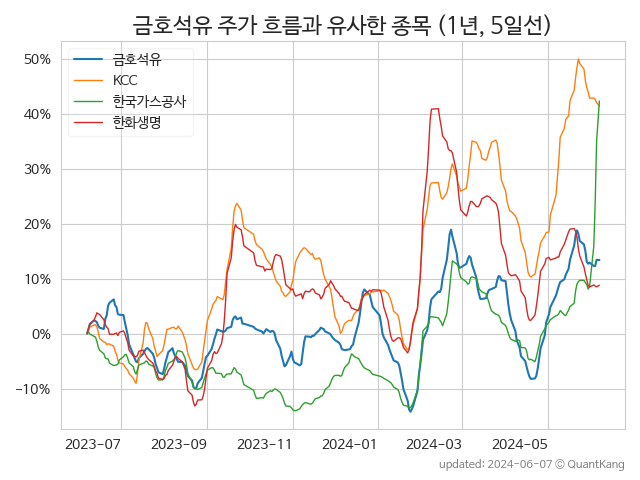 금호석유 주가 흐름과 유사한 종목 (1년, 5일선)
금호석유
KCC
한국가스공사
한화생명
50%
40%
30%
20%
10%
0%
−10%
2023-07
2023-09
2023-11
2024-01
2024-03
2024-05
updated: 2024-06-07 © QuantKang